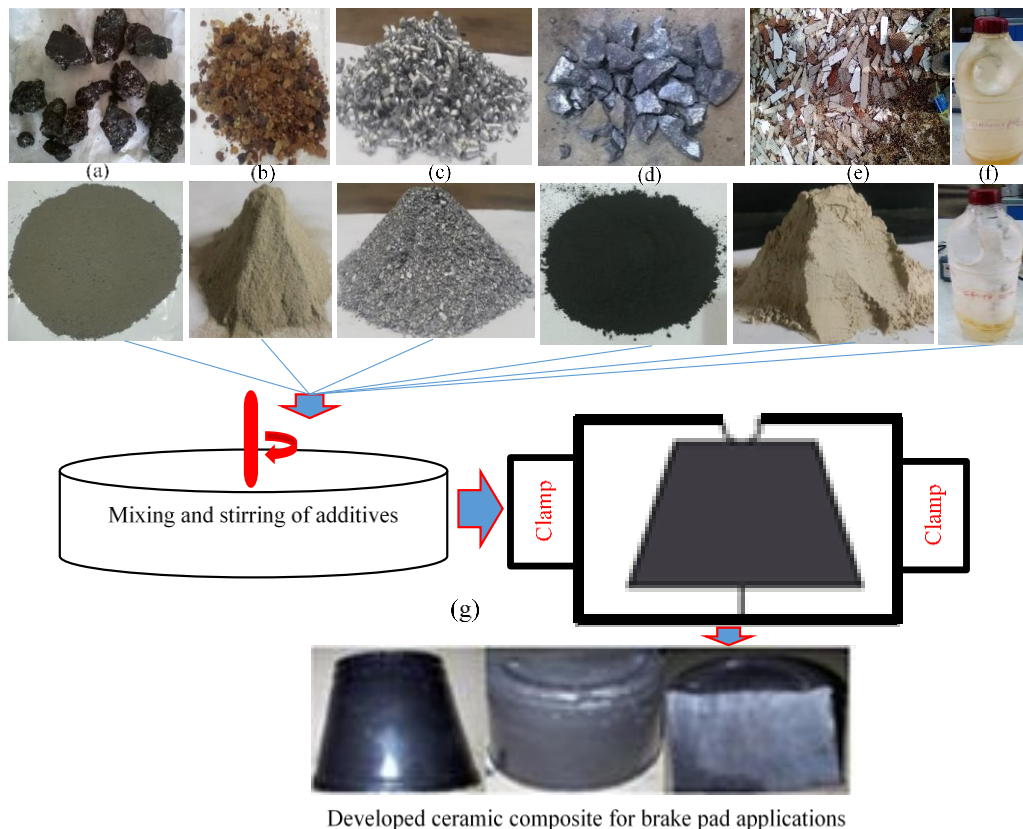 (a)
(b)
(c)
(d)
(e)
(f)
Mixing and stirring of additives
Clamp
Clamp
(g)
Developed ceramic composite for brake pad applications